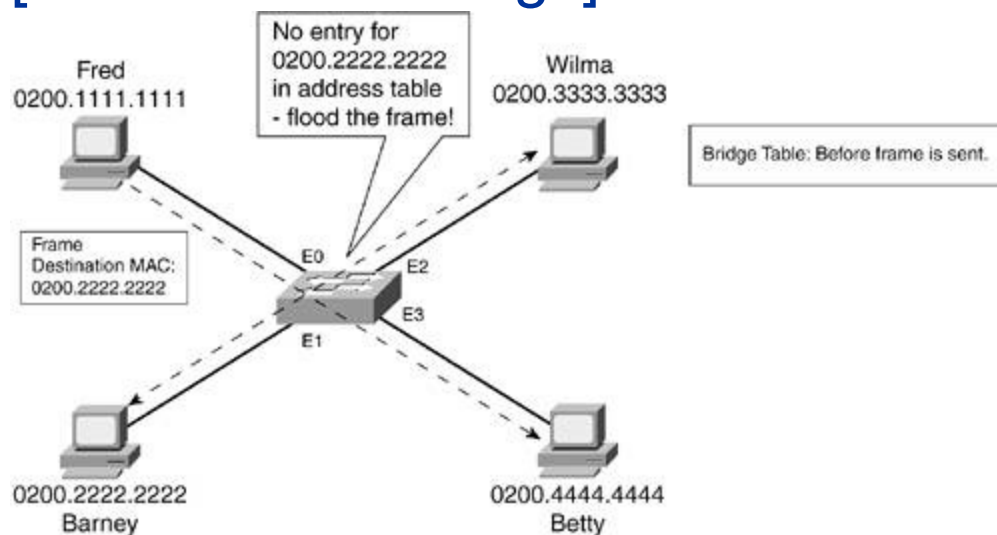 No entry for
0200.2222.2222
in address table
- flood the frame!
Fred
0200.1111.1111
Wilma
0200.3333.3333
Bridge Table: Before frame is sent.
Frame
Destination MAC:
0200.2222.2222
E0
E2
E3
E1
0200.2222.2222
Barney
0200.4444.4444
Betty